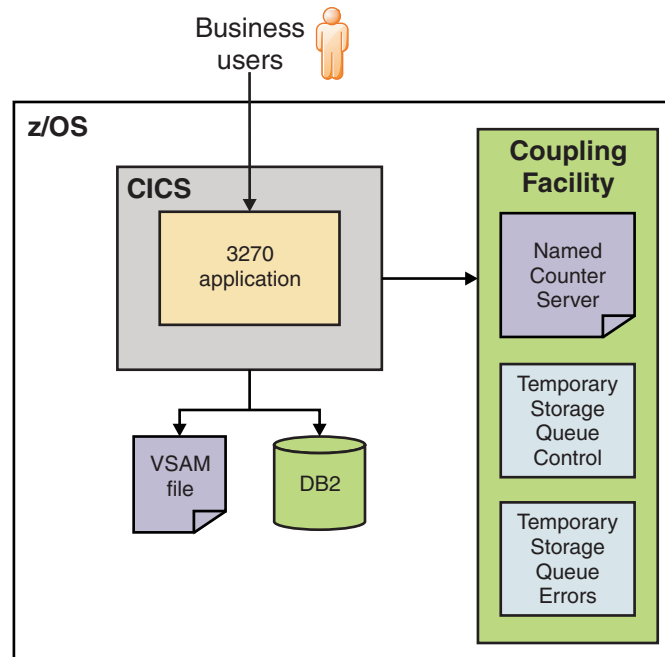 Business
users
z/OS
CICS
3270
application
VSAM
file
DB2
Coupling
Facility
Named
Counter
Server
Temporary
Storage
Queue
Control
Temporary
Storage
Queue
Errors